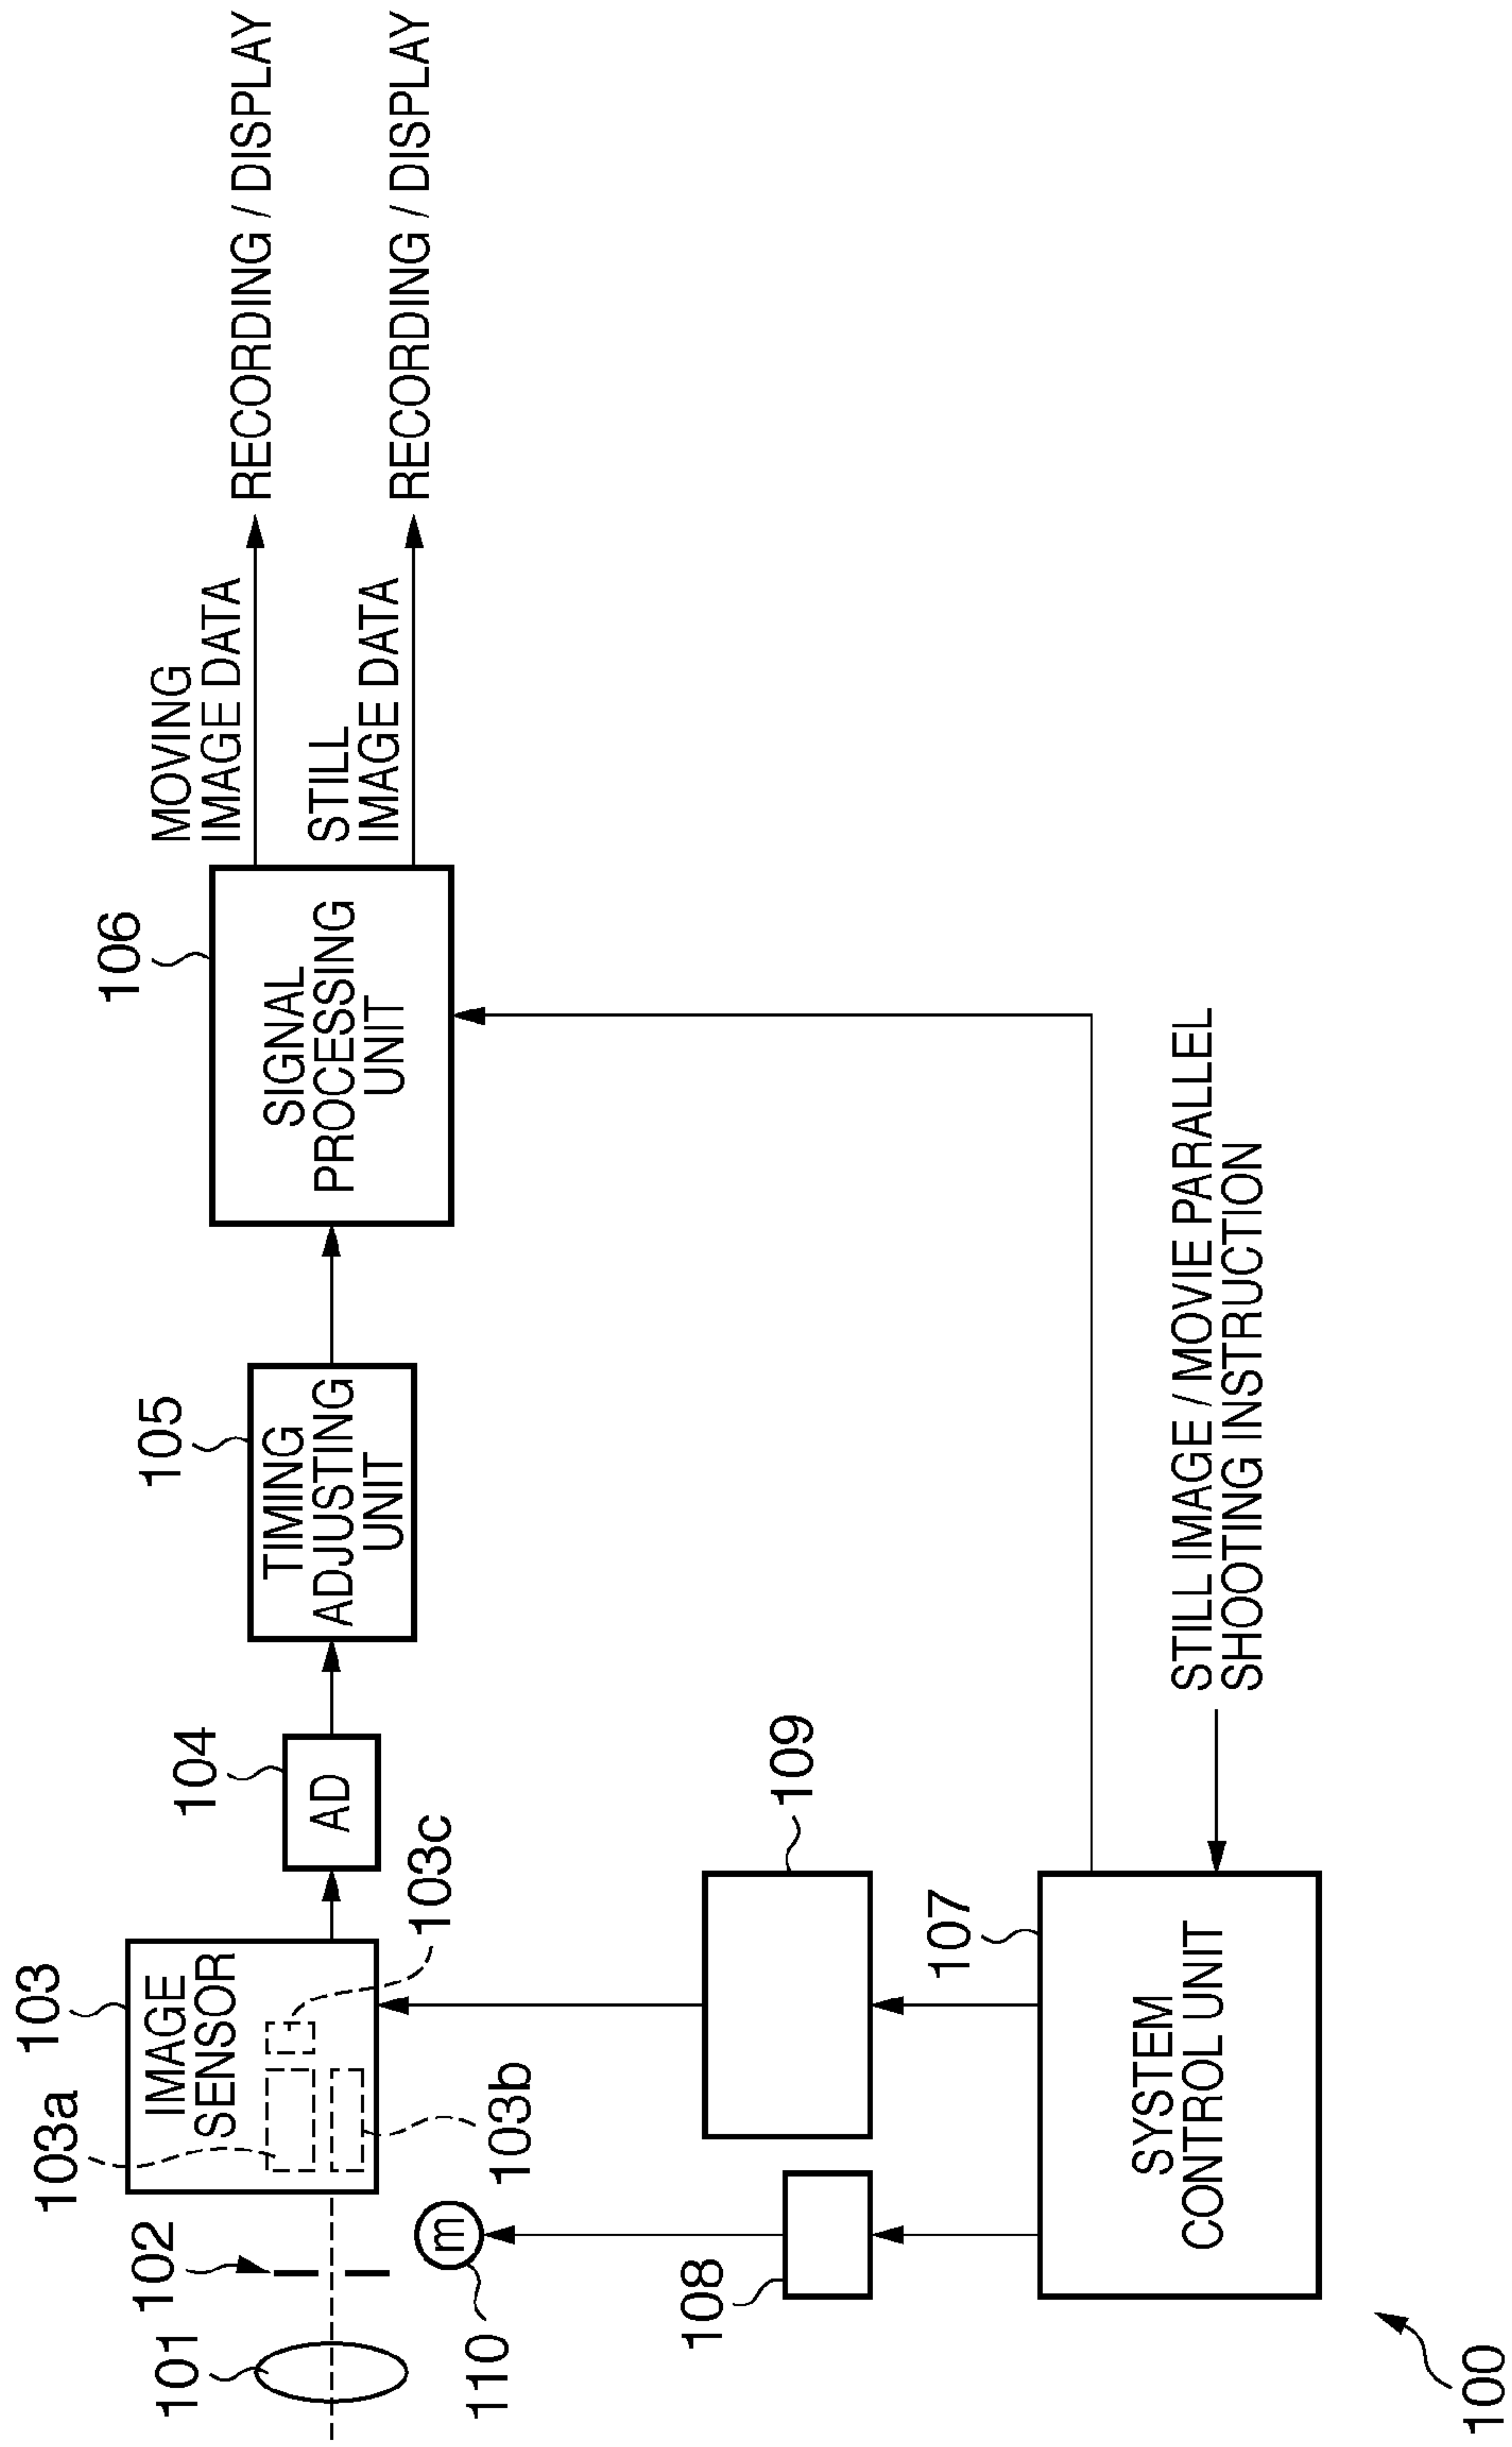 103a
103
IMAGE
SENSOR
101
102
104
AD
103c
103b
110
m
105
TIMING
ADJUSTING
UNIT
106
SIGNAL
PROCESSING
UNIT
MOVING
IMAGE DATA
RECORDING / DISPLAY
STILL
IMAGE DATA
RECORDING / DISPLAY
108
109
107
SYSTEM
CONTROL UNIT
STILL IMAGE / MOVIE PARALLEL
SHOOTING INSTRUCTION
100